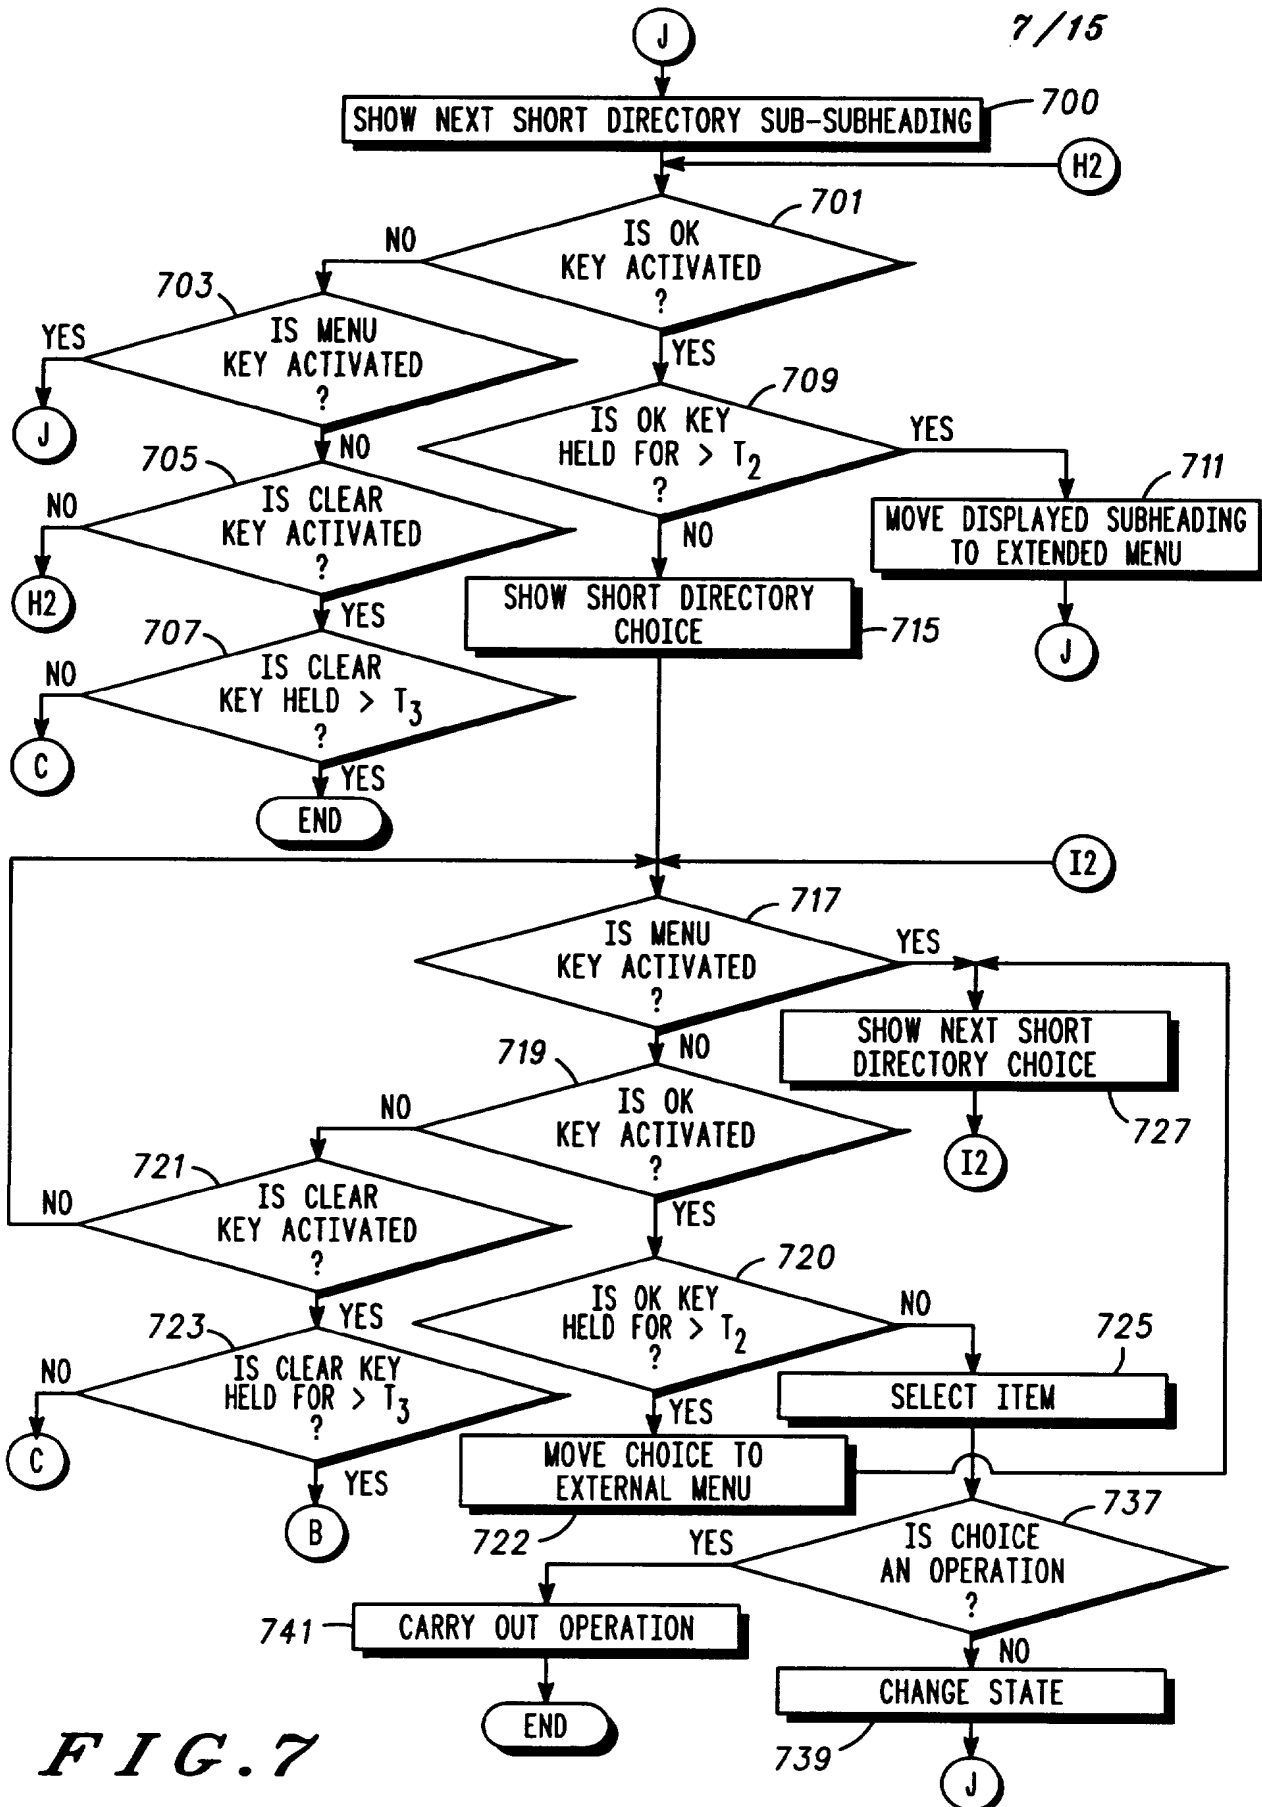 J
7/15
SHOW NEXT SHORT DIRECTORY SUB-SUBHEADING
700
H2
701
IS OK
KEY ACTIVATED
?
NO
YES
703
IS MENU
KEY ACTIVATED
?
YES
J
NO
709
IS OK KEY
HELD FOR > T2
?
YES
NO
711
MOVE DISPLAYED SUBHEADING
TO EXTENDED MENU
J
705
IS CLEAR
KEY ACTIVATED
?
NO
H2
YES
SHOW SHORT DIRECTORY
CHOICE
715
707
IS CLEAR
KEY HELD > T3
?
NO
C
YES
END
I2
717
IS MENU
KEY ACTIVATED
?
YES
NO
SHOW NEXT SHORT
DIRECTORY CHOICE
727
I2
719
IS OK
KEY ACTIVATED
?
NO
YES
721
IS CLEAR
KEY ACTIVATED
?
NO
YES
720
IS OK KEY
HELD FOR > T2
?
NO
YES
725
SELECT ITEM
723
IS CLEAR KEY
HELD FOR > T3
?
NO
C
YES
B
MOVE CHOICE TO
EXTERNAL MENU
722
737
IS CHOICE
AN OPERATION
?
YES
NO
741
CARRY OUT OPERATION
END
CHANGE STATE
739
J
FIG.7